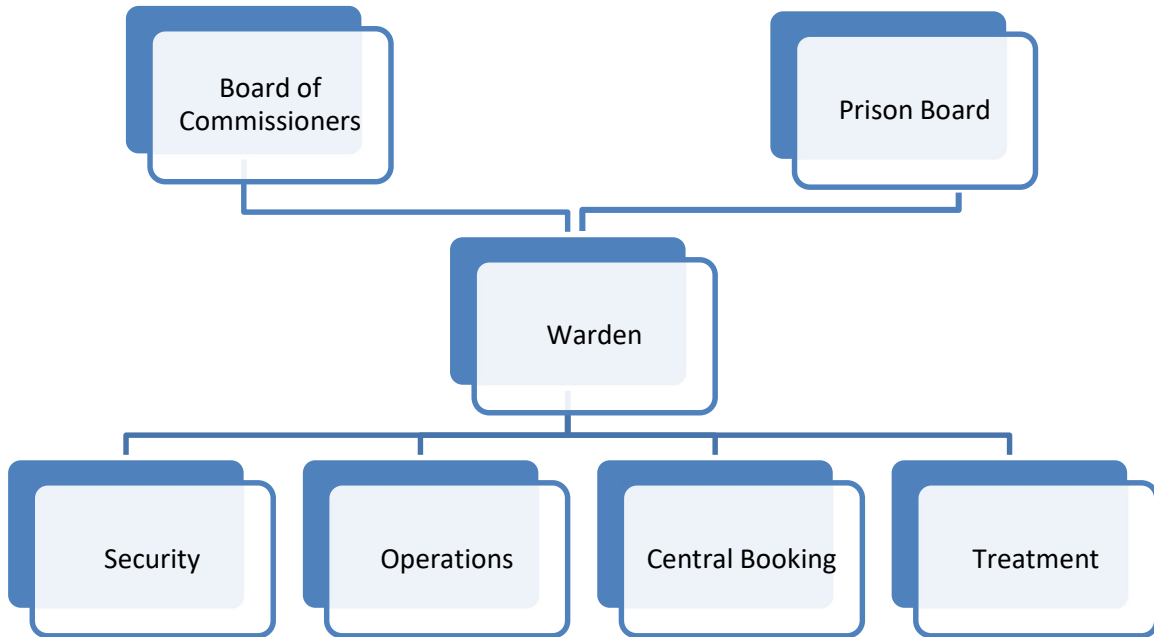 Board of
Commissioners
Prison Board
Warden
Security
Operations
Central Booking
Treatment